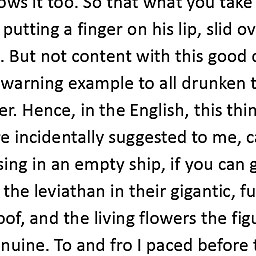 ows it too. So that what you take
putting a finger on his lip, slid ov
. But not content with this good
warning example to all drunken t
er. Hence, in the English, this thin
e incidentally suggested to me, ca
sing in an empty ship, if you can g
the leviathan in their gigantic, fu
oof, and the living flowers the figu
nuine. To and fro I paced before t